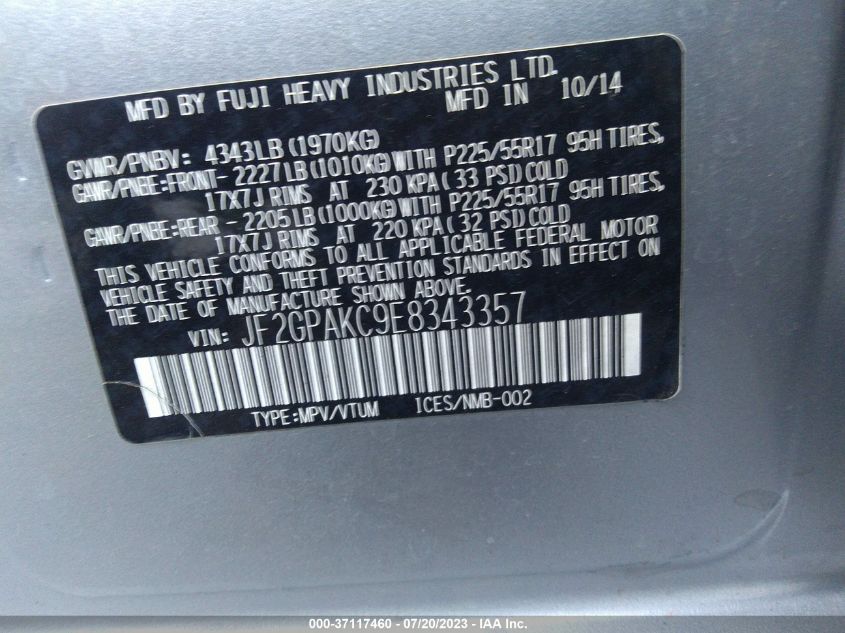 MFD BY FUJI HEAVY INDUSTRIES LTD.
MFD IN 10/14
GVWR/PNBV: 4343LB(1970KG)
GAWR/PNBE:FRONT-2227LB(1010KG)WITH P225/55R17 95H TIRES,
17X7J RIMS AT 230 KPA(33 PSI)COLD
GAWR/PNBE:REAR -2205LB(1000KG)WITH P225/55R17 95H TIRES,
17X7J RIMS AT 220 KPA(32 PSI)COLD
THIS VEHICLE CONFORMS TO ALL APPLICABLE FEDERAL MOTOR
VEHICLE SAFETY AND THEFT PREVENTION STANDARDS IN EFFECT ON
THE DATE OF MANUFACTURE SHOWN ABOVE.
VIN: JF2GPAKC9E8343357
TYPE:MPV/VTUM ICES/NMB-002
000-37117460 - 07/20/2023 - IAA Inc.